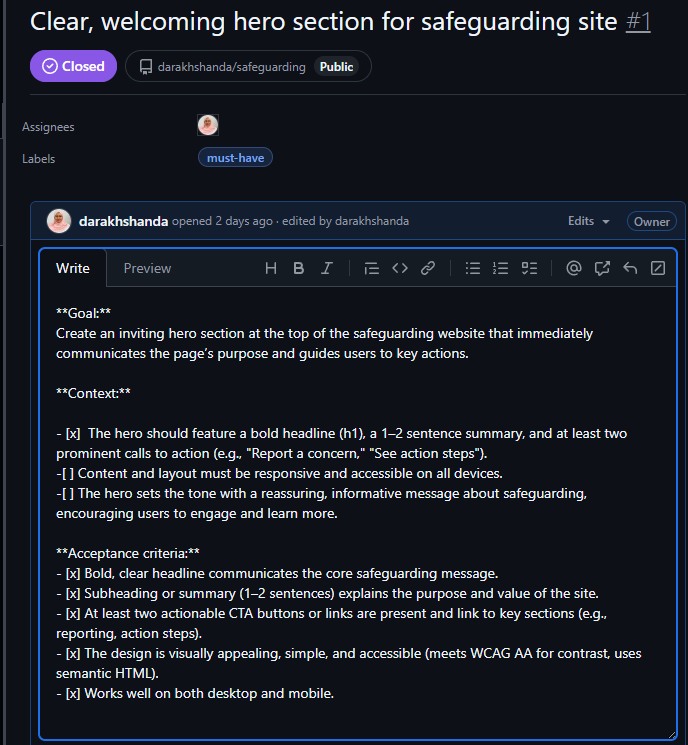 Clear, welcoming hero section for safeguarding site #1
Closed
darakhshanda/safeguarding Public
Assignees
Labels
must-have
darakhshanda opened 2 days ago · edited by darakhshanda
Edits
Owner
Write
Preview
**Goal:**
Create an inviting hero section at the top of the safeguarding website that immediately
communicates the page’s purpose and guides users to key actions.
**Context:**
- [x]  The hero should feature a bold headline (h1), a 1–2 sentence summary, and at least two
prominent calls to action (e.g., "Report a concern," "See action steps").
-[ ] Content and layout must be responsive and accessible on all devices.
-[ ] The hero sets the tone with a reassuring, informative message about safeguarding,
encouraging users to engage and learn more.
**Acceptance criteria:**
- [x] Bold, clear headline communicates the core safeguarding message.
- [x] Subheading or summary (1–2 sentences) explains the purpose and value of the site.
- [x] At least two actionable CTA buttons or links are present and link to key sections (e.g.,
reporting, action steps).
- [x] The design is visually appealing, simple, and accessible (meets WCAG AA for contrast, uses
semantic HTML).
- [x] Works well on both desktop and mobile.